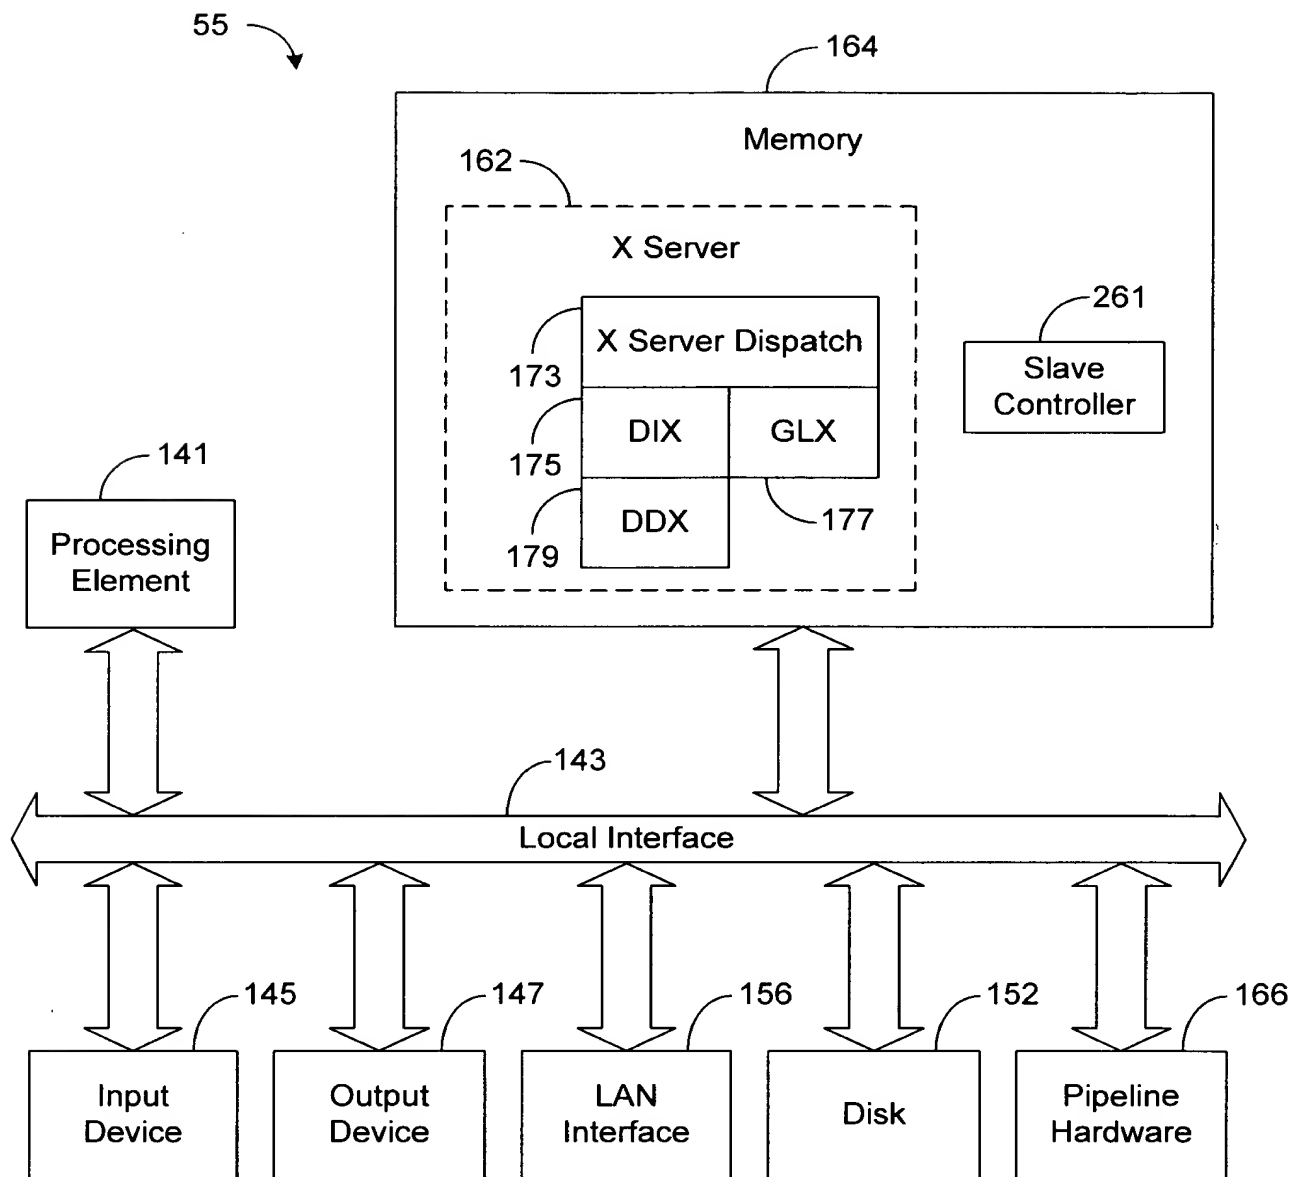 55
164
Memory
162
X Server
261
X Server Dispatch
173
Slave
Controller
DIX
GLX
175
141
177
DDX
179
Processing
Element
143
Local Interface
145
147
156
152
166
Input
Device
Output
Device
LAN
Interface
Disk
Pipeline
Hardware